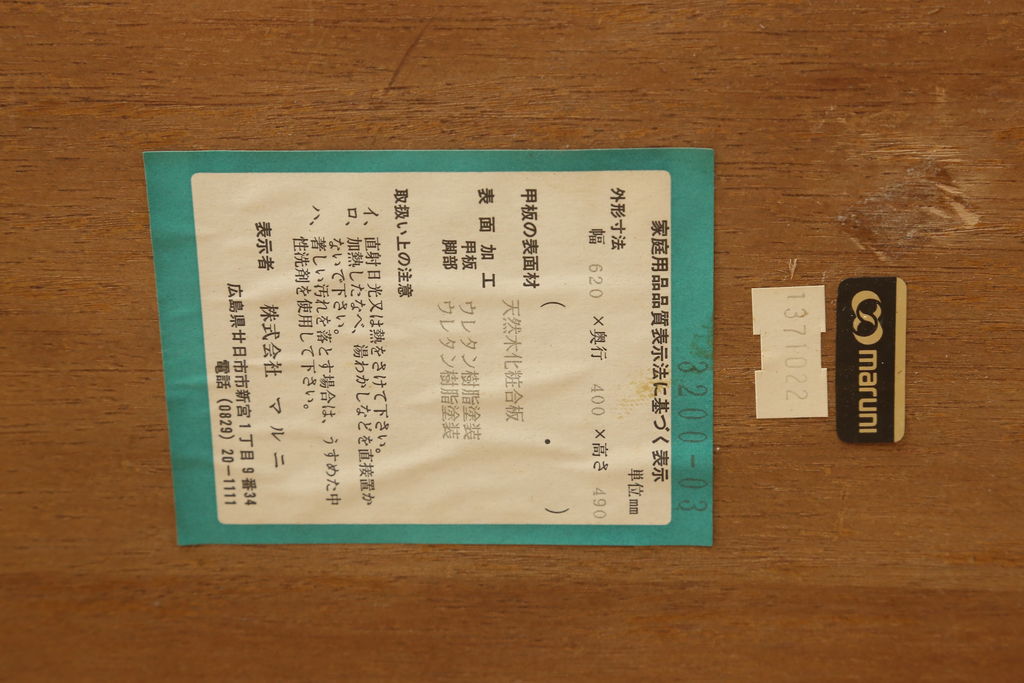 3200-03
家庭用品品質表示法に基づく表示
単位mm
外形寸法
幅 620 ×奥行 400 ×高さ 490
甲板の表面材 天然木化粧合板
( ・ )
表面加工
甲板 ウレタン樹脂塗装
脚部 ウレタン樹脂塗装
取扱い上の注意
イ、直射日光又は熱をさけて下さい。
ロ、加熱したなべ、湯わかしなどを直接置か
ないで下さい。
ハ、著しい汚れを落とす場合は、うすめた中
性洗剤を使用して下さい。
表示者 株式会社 マルニ
広島県廿日市市新宮1丁目9番34
電話(0829)20-1111
1371022
maruni